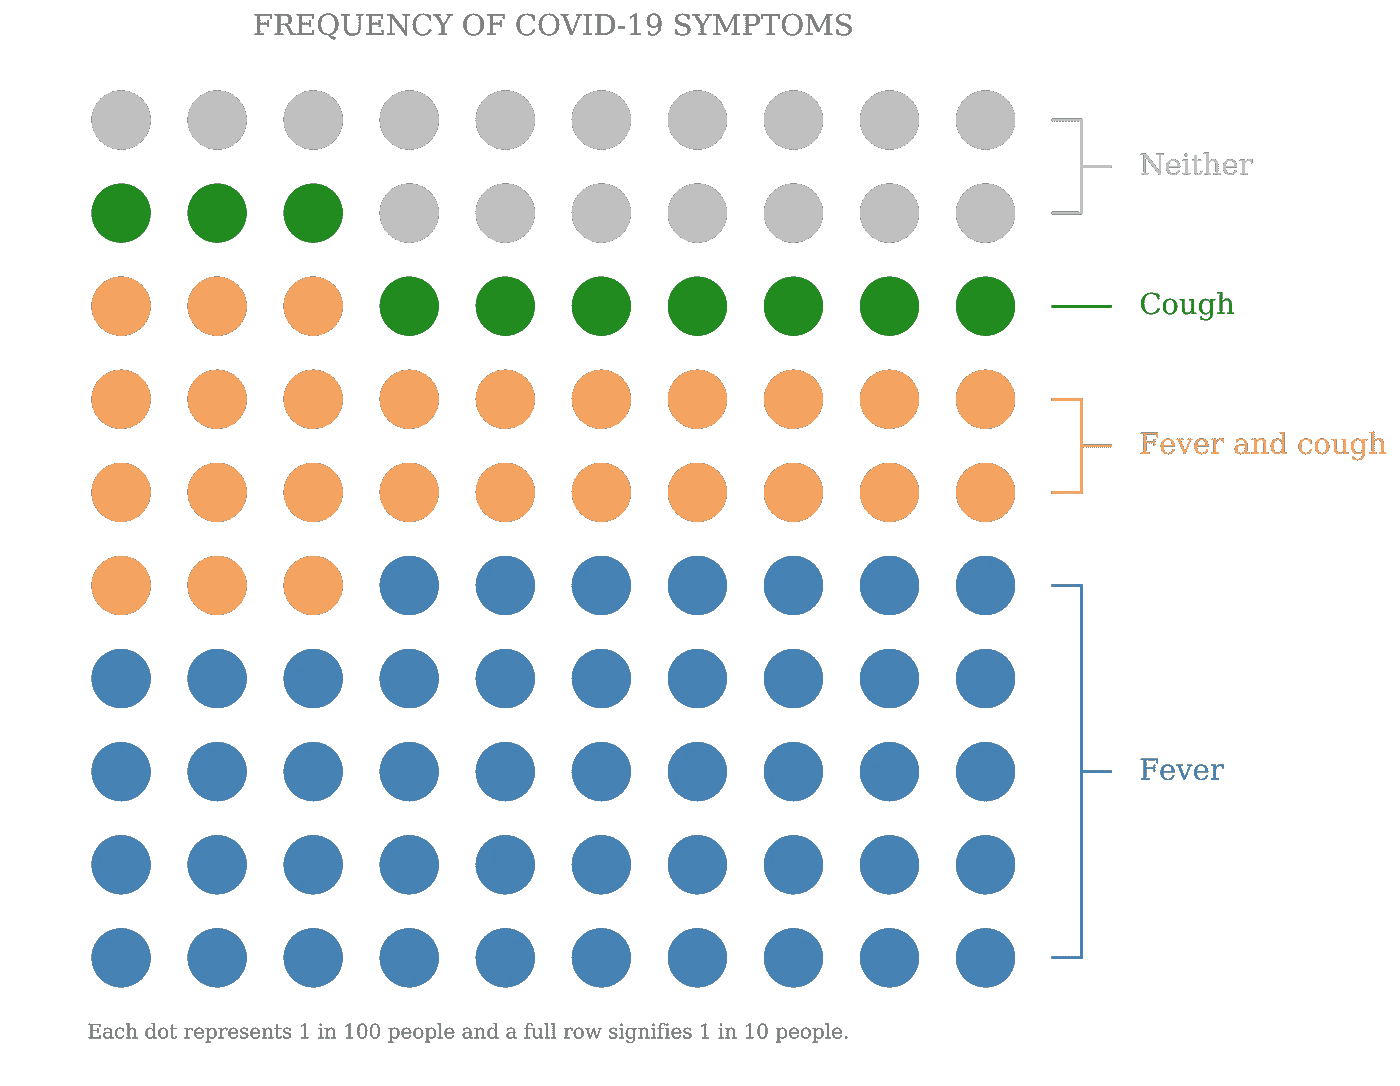 FREQUENCY OF COVID-19 SYMPTOMS
Neither
Cough
Fever and cough
Fever
Each dot represents 1 in 100 people and a full row signifies 1 in 10 people.